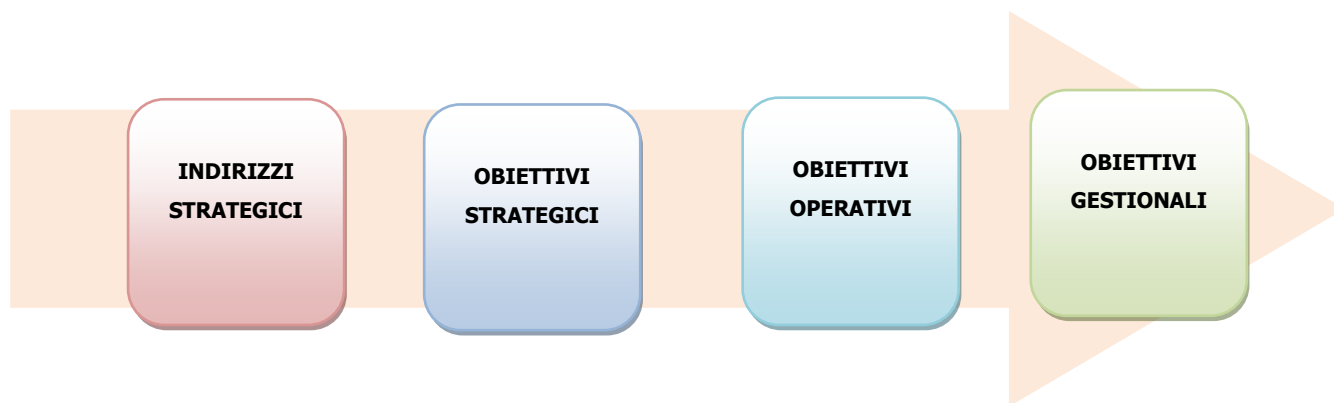 INDIRIZZI
STRATEGICI
OBIETTIVI
STRATEGICI
OBIETTIVI
OPERATIVI
OBIETTIVI
GESTIONALI